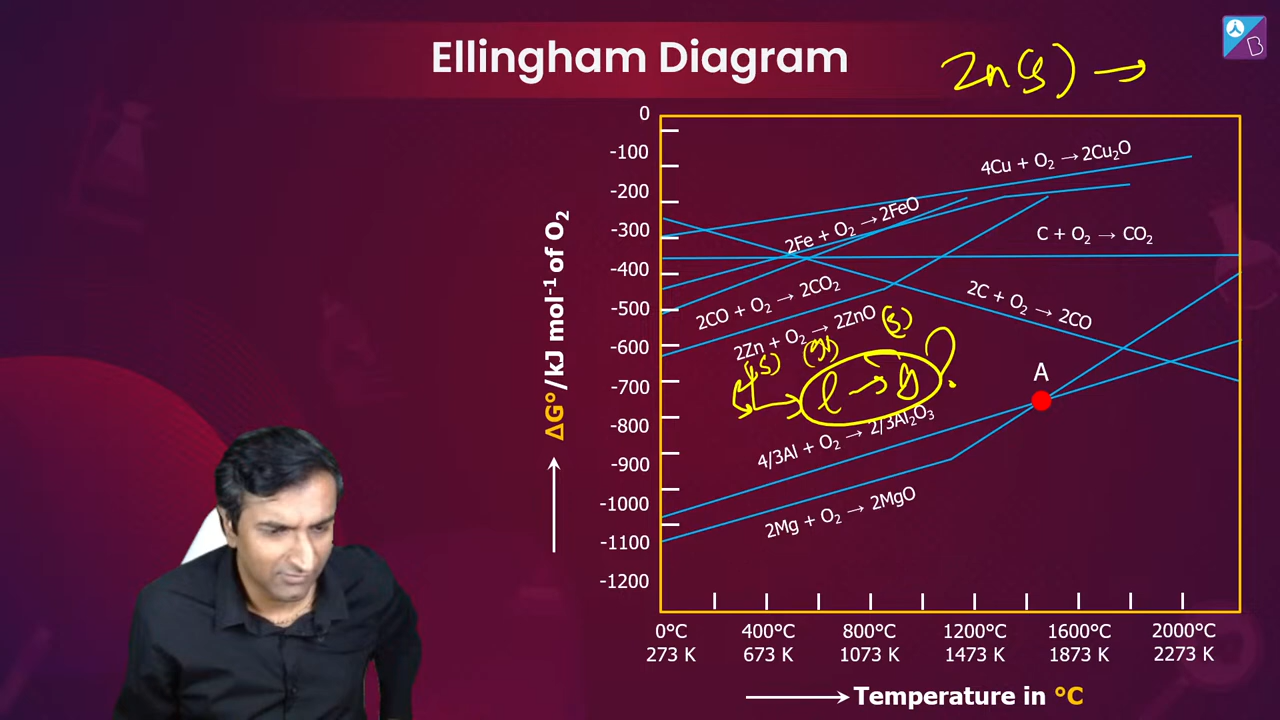 Ellingham Diagram
Zn(g) →
B
0
-100
-200
-300
-400
-500
-600
-700
-800
-900
-1000
-1100
-1200
ΔG°/kJ mol⁻¹ of O₂
4Cu + O₂ → 2Cu₂O
2Fe + O₂ → 2FeO
C + O₂ → CO₂
2CO + O₂ → 2CO₂
2C + O₂ → 2CO
2Zn + O₂ → 2ZnO
(s) (g) (s)
l → g ?
A
4/3Al + O₂ → 2/3Al₂O₃
2Mg + O₂ → 2MgO
0°C 400°C 800°C 1200°C 1600°C 2000°C
273 K 673 K 1073 K 1473 K 1873 K 2273 K
Temperature in °C